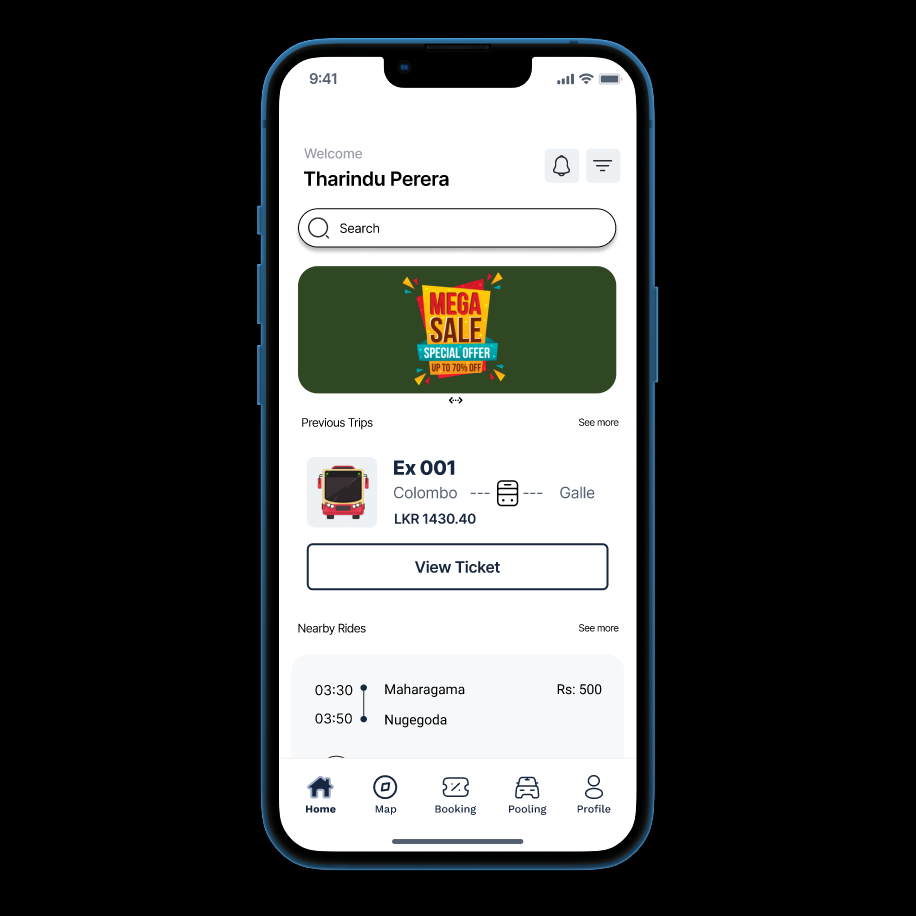 9:41
Welcome
Tharindu Perera
Search
MEGA
SALE
SPECIAL OFFER
UP TO 70% OFF
Previous Trips See more
Ex 001
Colombo --- --- Galle
LKR 1430.40
View Ticket
Nearby Rides See more
03:30 Maharagama Rs: 500
03:50 Nugegoda
Home Map Booking Pooling Profile